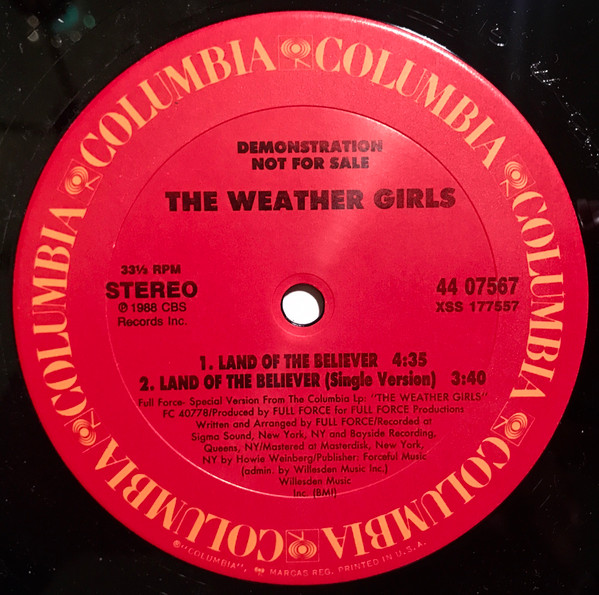 COLUMBIA COLUMBIA COLUMBIA COLUMBIA COLUMBIA COLUMBIA COLUMBIA COLUMBIA
DEMONSTRATION
NOT FOR SALE
THE WEATHER GIRLS
33⅓ RPM
STEREO
℗ 1988 CBS
Records Inc.
44 07567
XSS 177557
1. LAND OF THE BELIEVER 4:35
2. LAND OF THE BELIEVER (Single Version) 3:40
Full Force- Special Version From The Columbia Lp. "THE WEATHER GIRLS"
FC 40778/Produced by FULL FORCE for FULL FORCE Productions
Written and Arranged by FULL FORCE/Recorded at
Sigma Sound, New York, NY and Bayside Recording,
Queens, NY/Mastered at Masterdisk, New York,
NY by Howie Weinberg/Publisher: Forceful Music
(admin. by Willesden Music Inc.)
Willesden Music
Inc. (BMI)
®"COLUMBIA", MARCAS REG. PRINTED IN U.S.A.